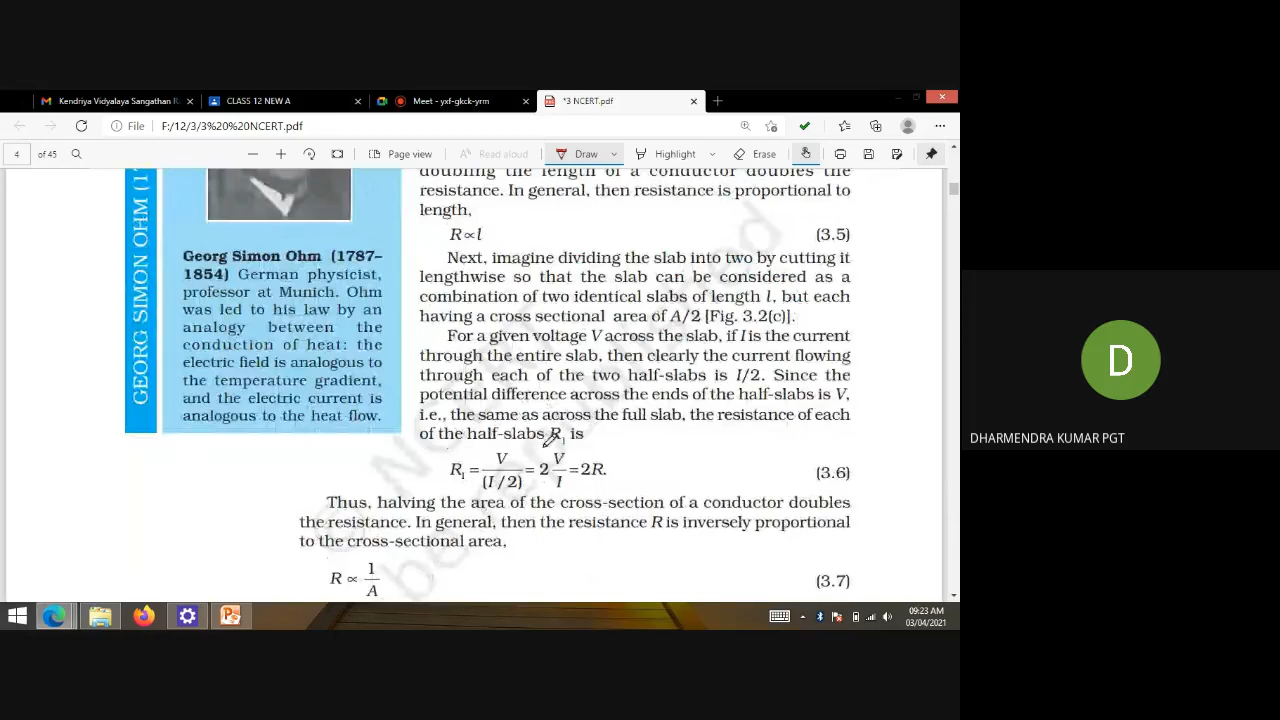 Kendriya Vidyalaya Sangathan R
CLASS 12 NEW A
Meet - yxf-gkck-yrm
*3 NCERT.pdf
File
F:/12/3/3%20%20NCERT.pdf
4
of 45
Page view
Read aloud
Draw
Highlight
Erase
GEORG SIMON OHM (1
Georg Simon Ohm (1787–
1854) German physicist,
professor at Munich. Ohm
was led to his law by an
analogy between the
conduction of heat: the
electric field is analogous to
the temperature gradient,
and the electric current is
analogous to the heat flow.
doubling the length of a conductor doubles the
resistance. In general, then resistance is proportional to
length,
R ∝ l (3.5)
Next, imagine dividing the slab into two by cutting it
lengthwise so that the slab can be considered as a
combination of two identical slabs of length l, but each
having a cross sectional area of A/2 [Fig. 3.2(c)].
For a given voltage V across the slab, if I is the current
through the entire slab, then clearly the current flowing
through each of the two half-slabs is I/2. Since the
potential difference across the ends of the half-slabs is V,
i.e., the same as across the full slab, the resistance of each
of the half-slabs R₁ is
R₁ = V/(I/2) = 2 V/I = 2R. (3.6)
Thus, halving the area of the cross-section of a conductor doubles
the resistance. In general, then the resistance R is inversely proportional
to the cross-sectional area,
R ∝ 1/A (3.7)
© NCERT
be republished
09:23 AM
03/04/2021
D
DHARMENDRA KUMAR PGT